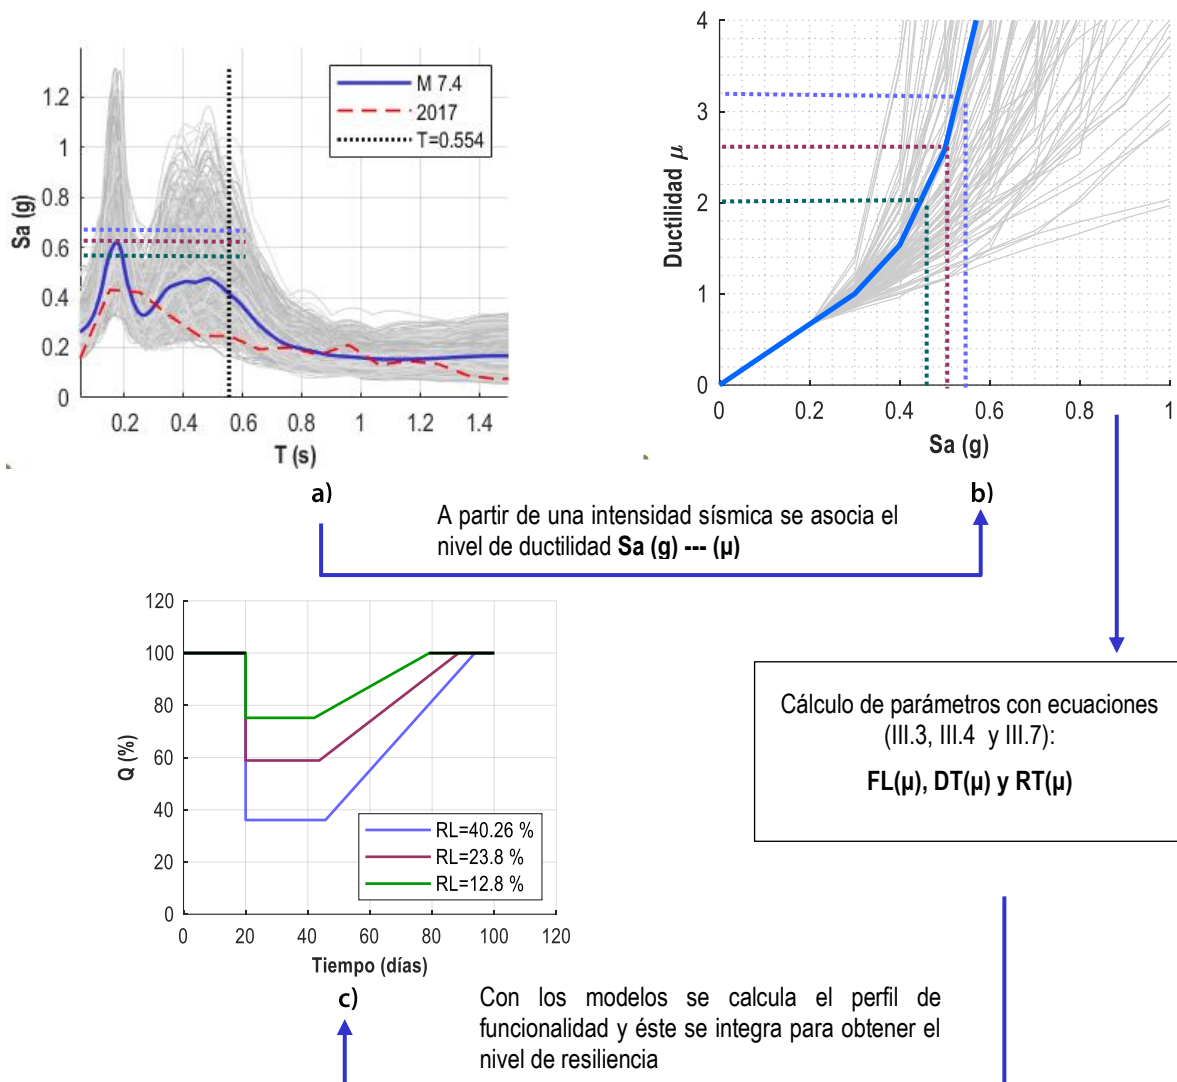 1.2
1
0.8
0.6
0.4
0.2
0
Sa (g)
M 7.4
2017
T=0.554
0.2 0.4 0.6 0.8 1 1.2 1.4
T (s)
a)
4
3
2
1
0
Ductilidad μ
0 0.2 0.4 0.6 0.8 1
Sa (g)
b)
A partir de una intensidad sísmica se asocia el
nivel de ductilidad Sa (g) --- (μ)
Cálculo de parámetros con ecuaciones
(III.3, III.4 y III.7):
FL(μ), DT(μ) y RT(μ)
120
100
80
60
40
20
0
Q (%)
RL=40.26 %
RL=23.8 %
RL=12.8 %
0 20 40 60 80 100 120
Tiempo (días)
c)
Con los modelos se calcula el perfil de
funcionalidad y éste se integra para obtener el
nivel de resiliencia